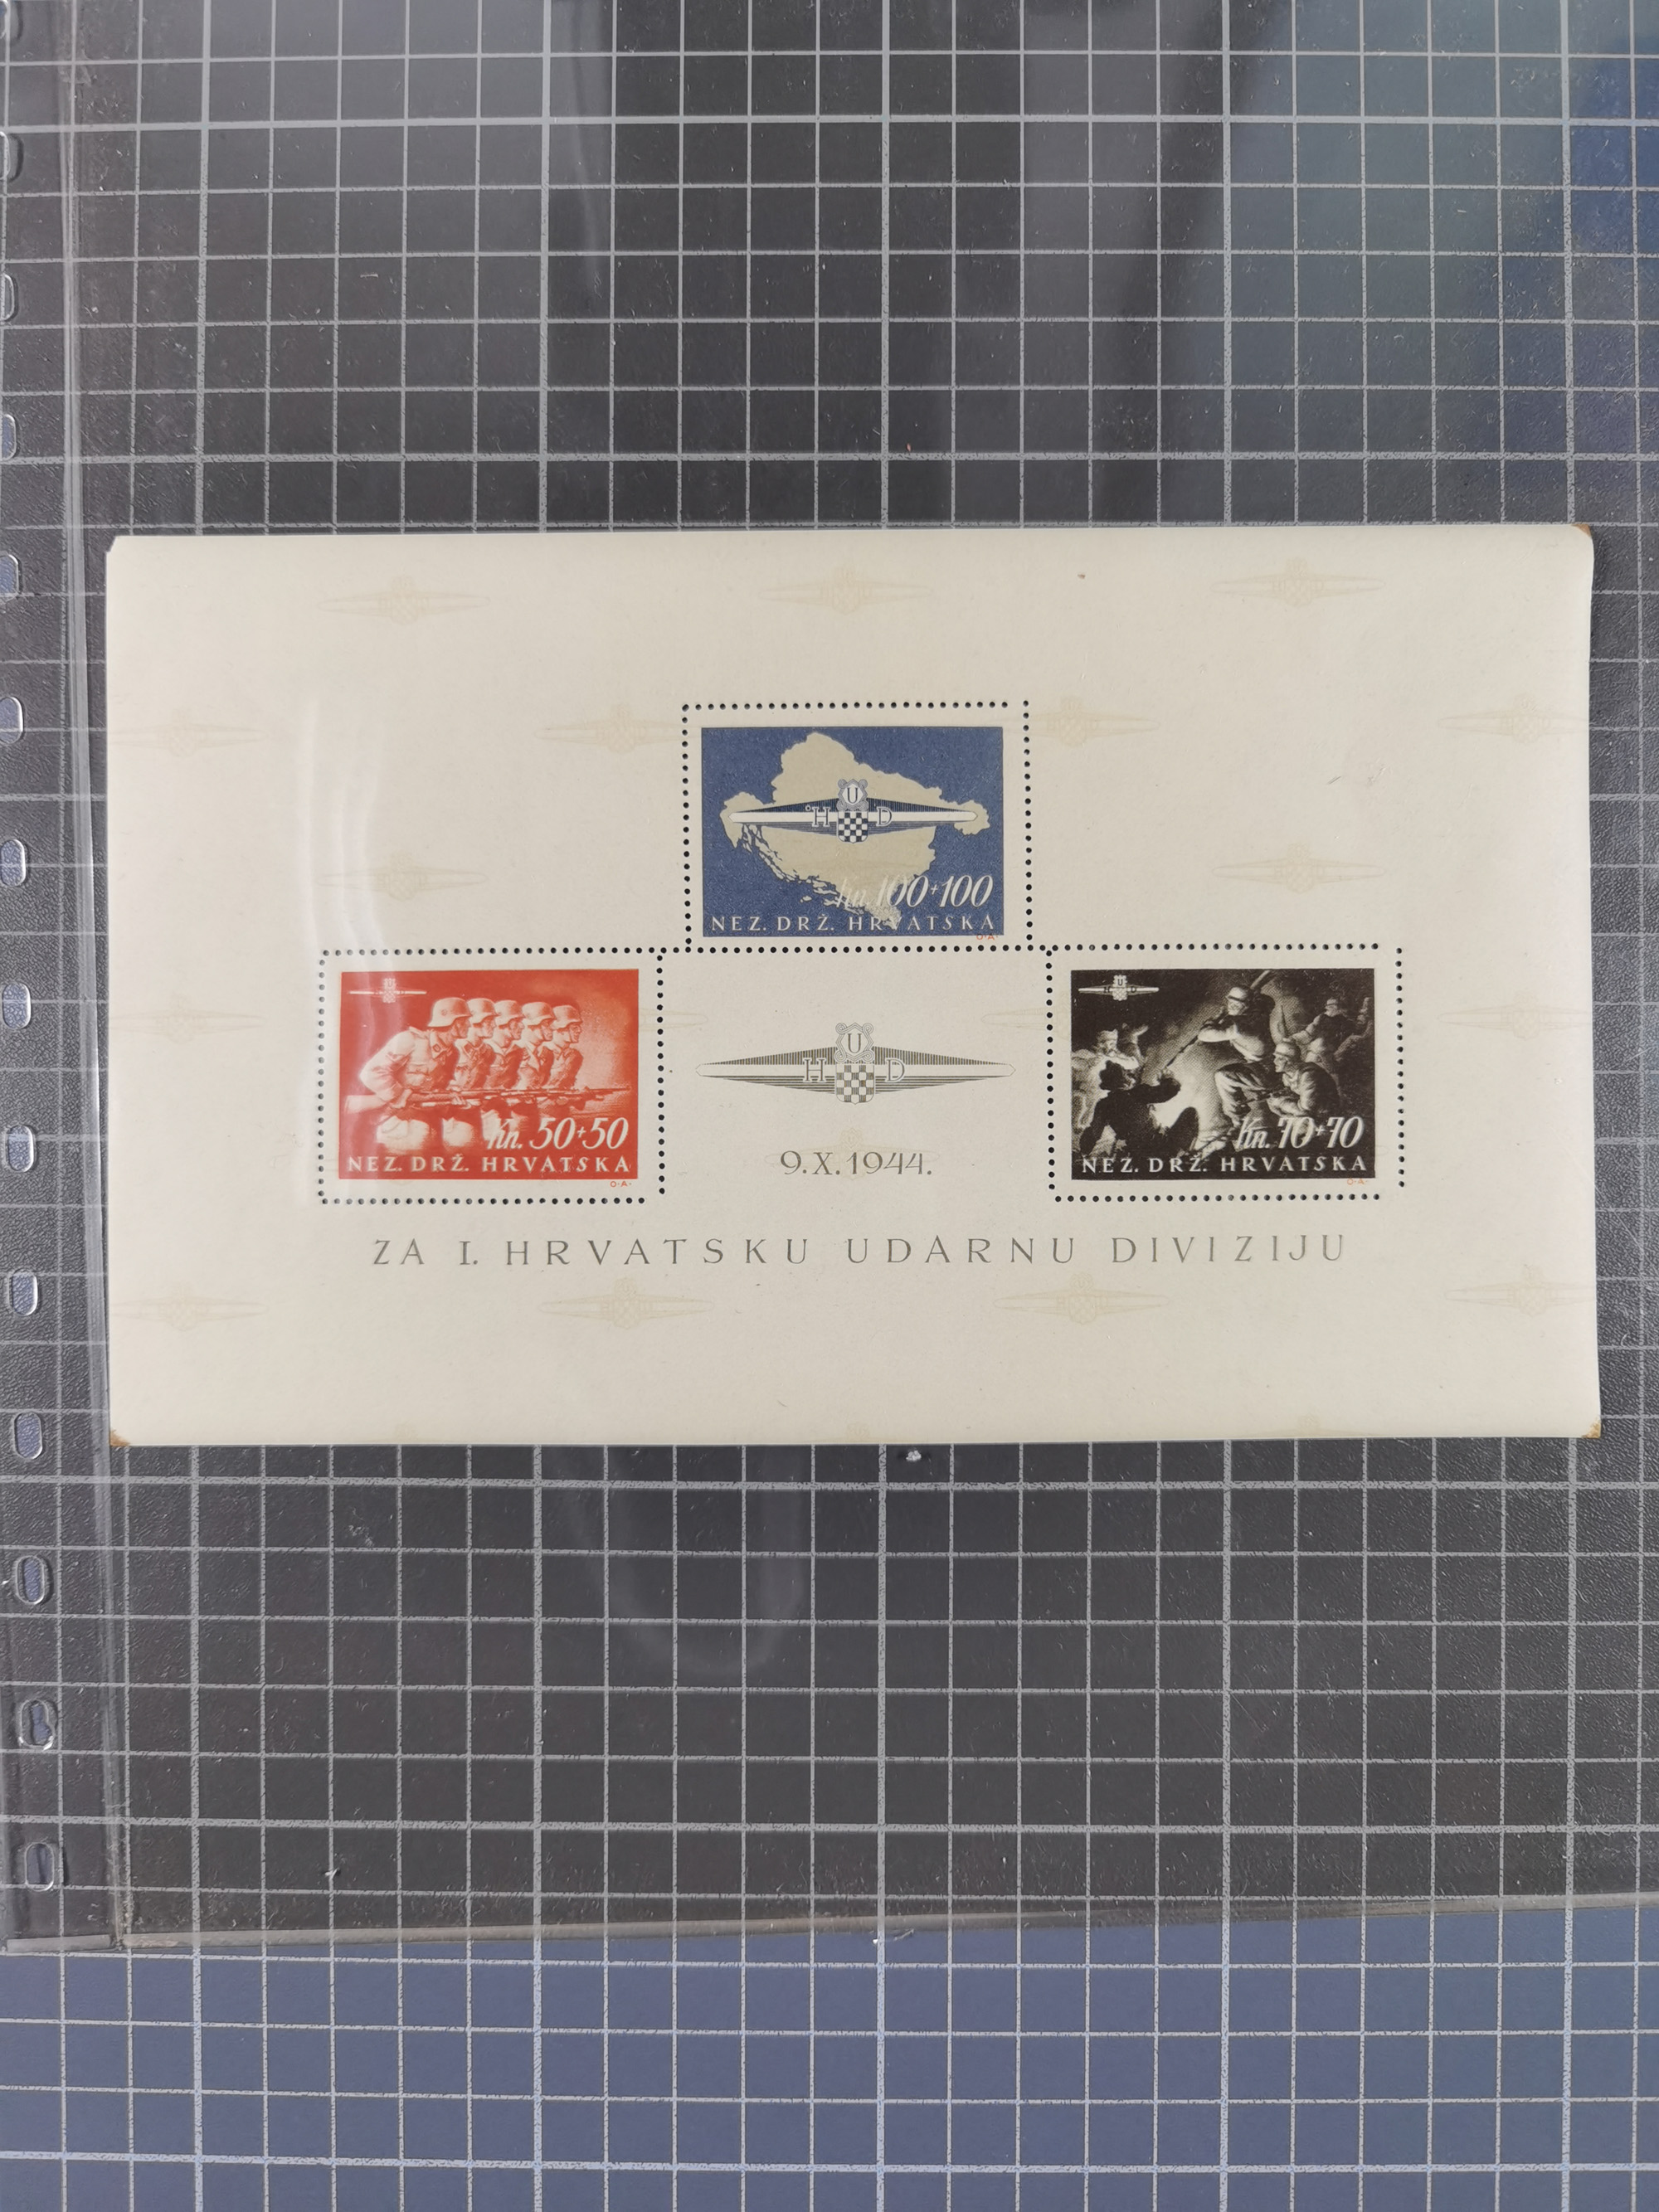 U
H D
Kn. 100+100
NEZ. DRŽ. HRVATSKA
O·A·
U
H D
Kn. 50+50
NEZ. DRŽ. HRVATSKA
O·A·
U
H D
9.X.1944.
U
H D
Kn. 70+70
NEZ. DRŽ. HRVATSKA
O·A·
ZA I. HRVATSKU UDARNU DIVIZIJU